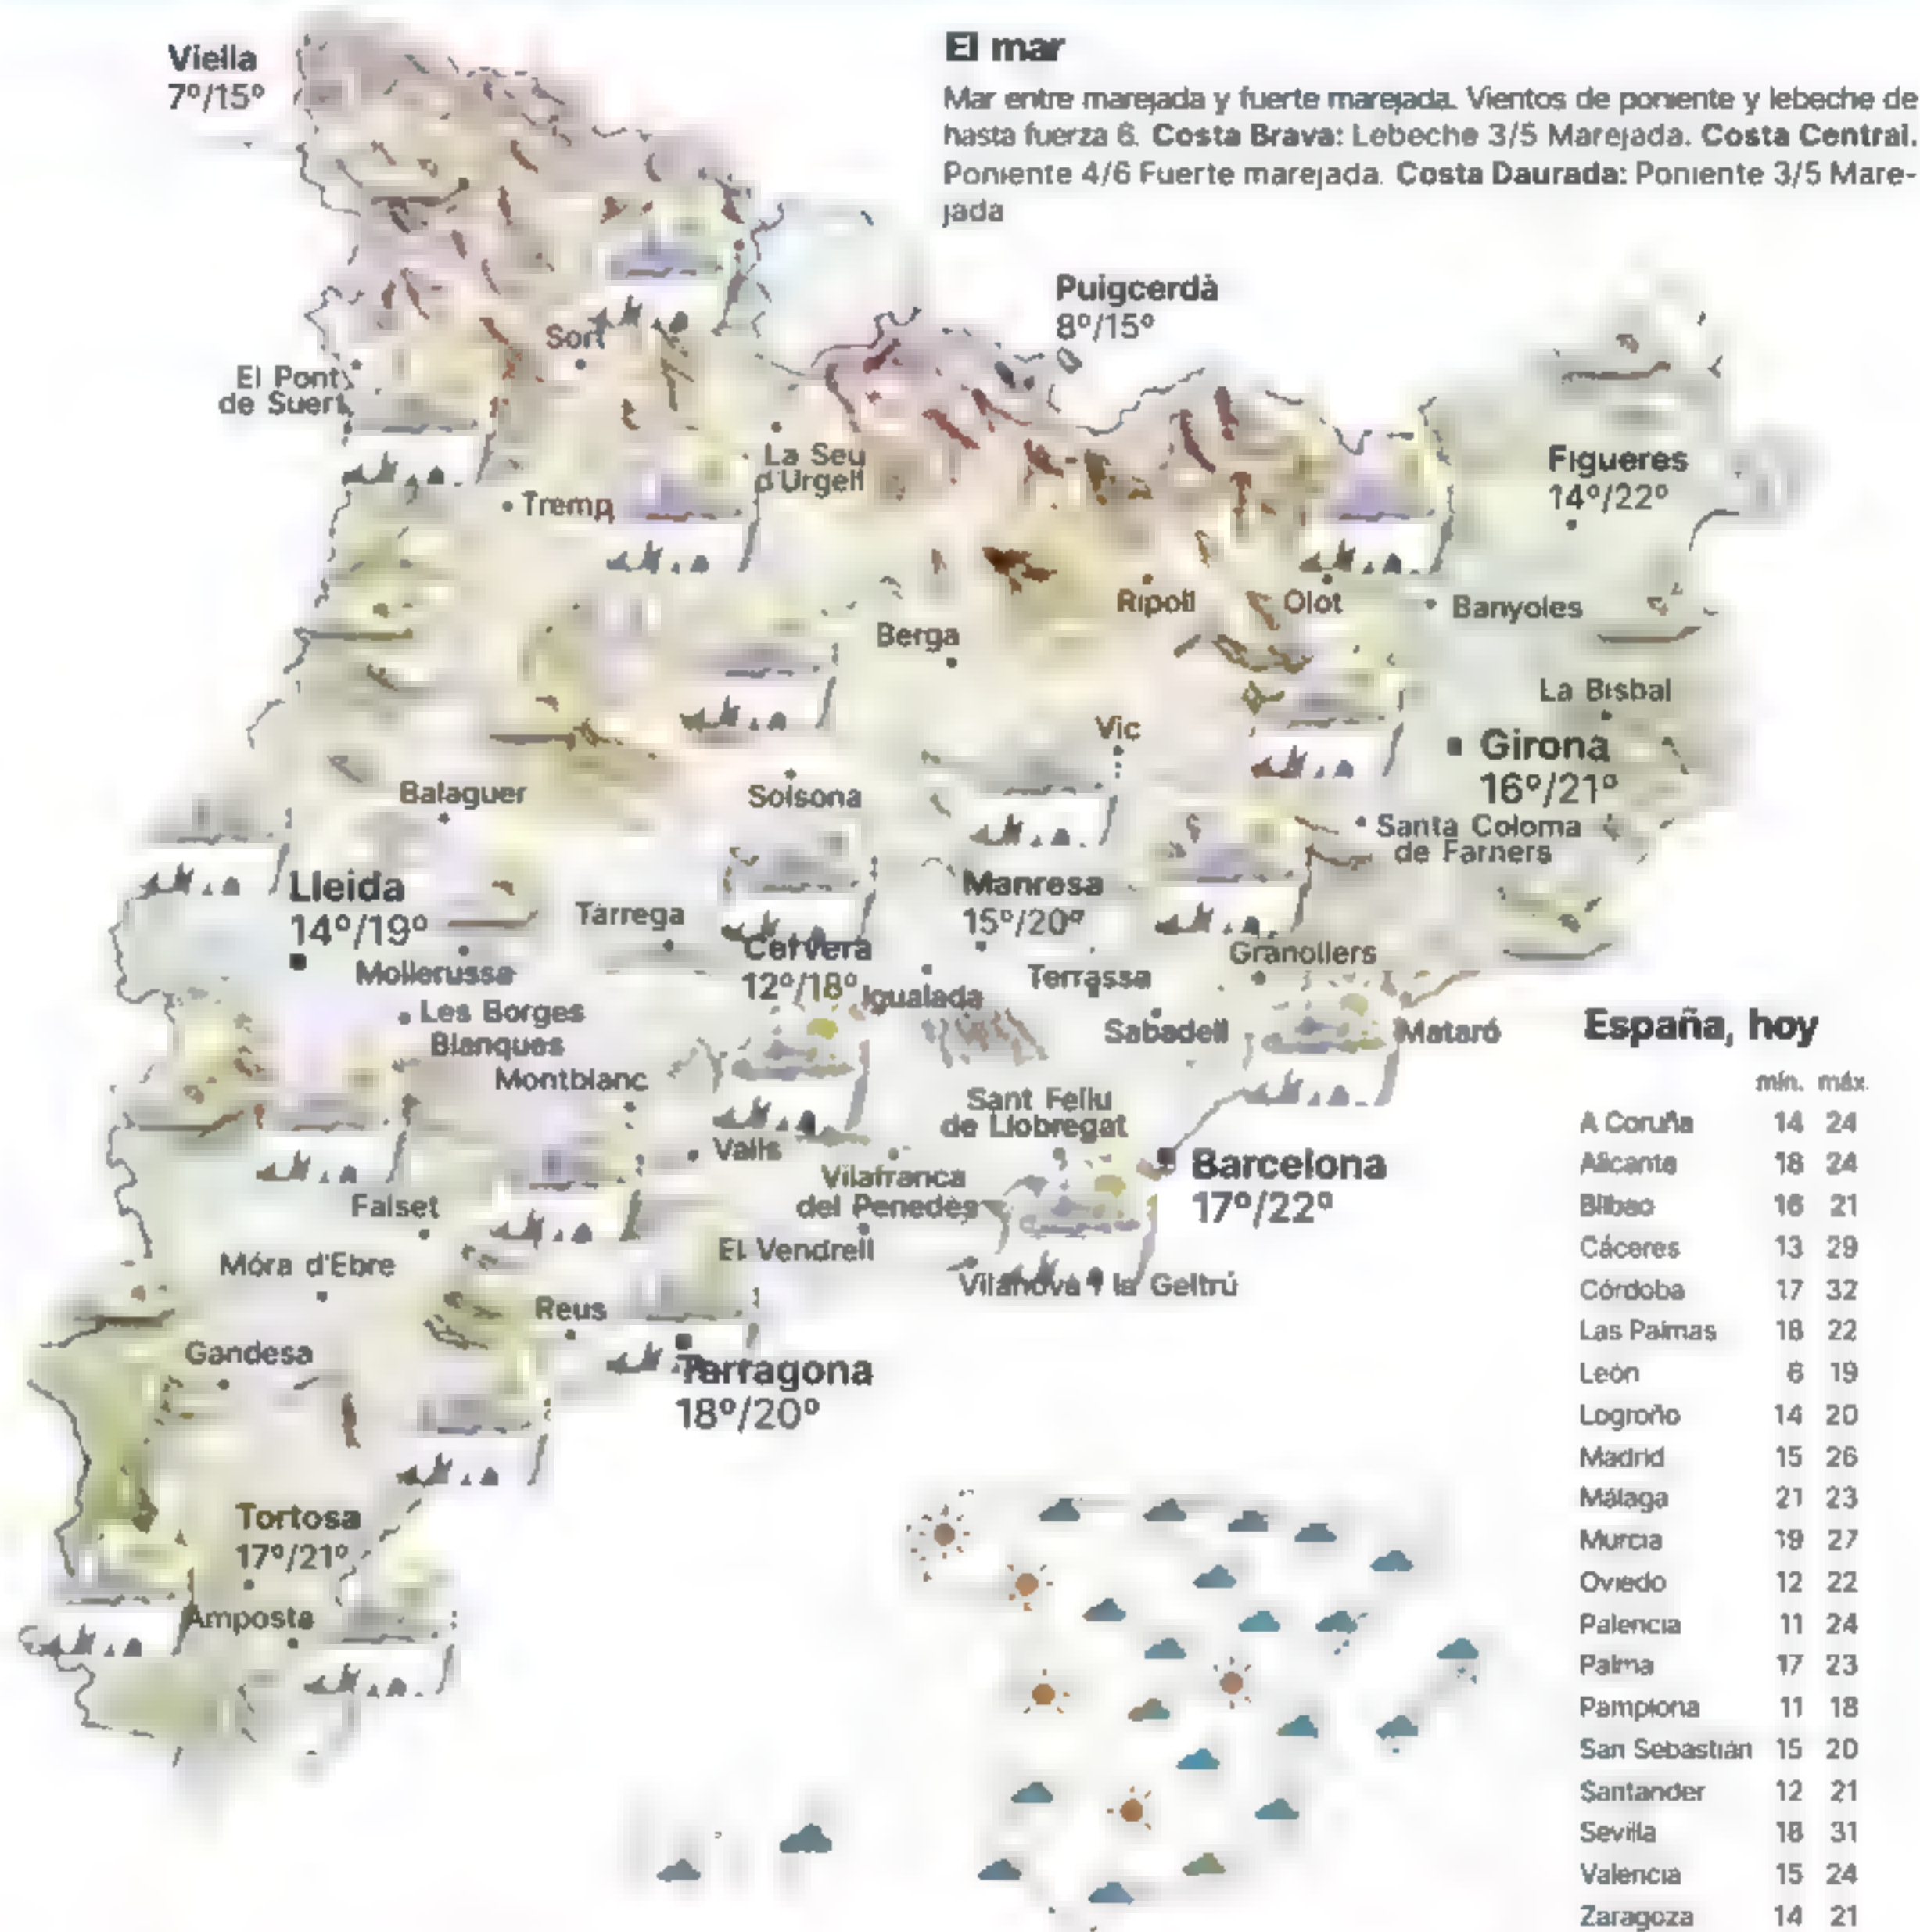 Viella
7º/15º
El mar
Mar entre marejada y fuerte marejada. Vientos de poniente y lebeche de
hasta fuerza 6. Costa Brava: Lebeche 3/5 Marejada. Costa Central.
Poniente 4/6 Fuerte marejada. Costa Daurada: Poniente 3/5 Mare-
jada
Puigcerdà
8º/15º
Sort
El Pont
de Suert
La Seu
d'Urgell
Tremp
Figueres
14º/22º
Ripoll
Olot
Banyoles
Berga
La Bisbal
Vic
Girona
16º/21º
Balaguer
Solsona
Santa Coloma
de Farners
Lleida
14º/19º
Manresa
15º/20º
Tàrrega
Cervera
12º/18º
Granollers
Mollerussa
Terrassa
Igualada
Les Borges
Blanques
Sabadell
Mataró
Montblanc
Sant Feliu
de Llobregat
Valls
Vilafranca
del Penedès
Barcelona
17º/22º
Falset
El Vendrell
Móra d'Ebre
Vilanova i la Geltrú
Reus
Gandesa
Tarragona
18º/20º
Tortosa
17º/21º
Amposta
España, hoy
mín. máx.
A Coruña 14 24
Alicante 18 24
Bilbao 16 21
Cáceres 13 29
Córdoba 17 32
Las Palmas 18 22
León 6 19
Logroño 14 20
Madrid 15 26
Málaga 21 23
Murcia 19 27
Oviedo 12 22
Palencia 11 24
Palma 17 23
Pamplona 11 18
San Sebastián 15 20
Santander 12 21
Sevilla 18 31
Valencia 15 24
Zaragoza 14 21